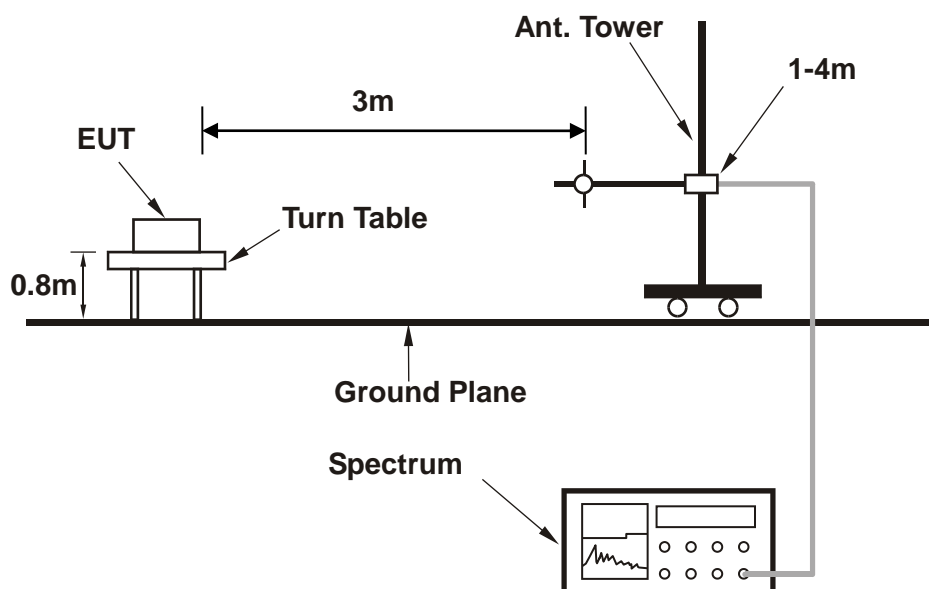 Ant. Tower
1-4m
3m
EUT
Turn Table
0.8m
Ground Plane
Spectrum